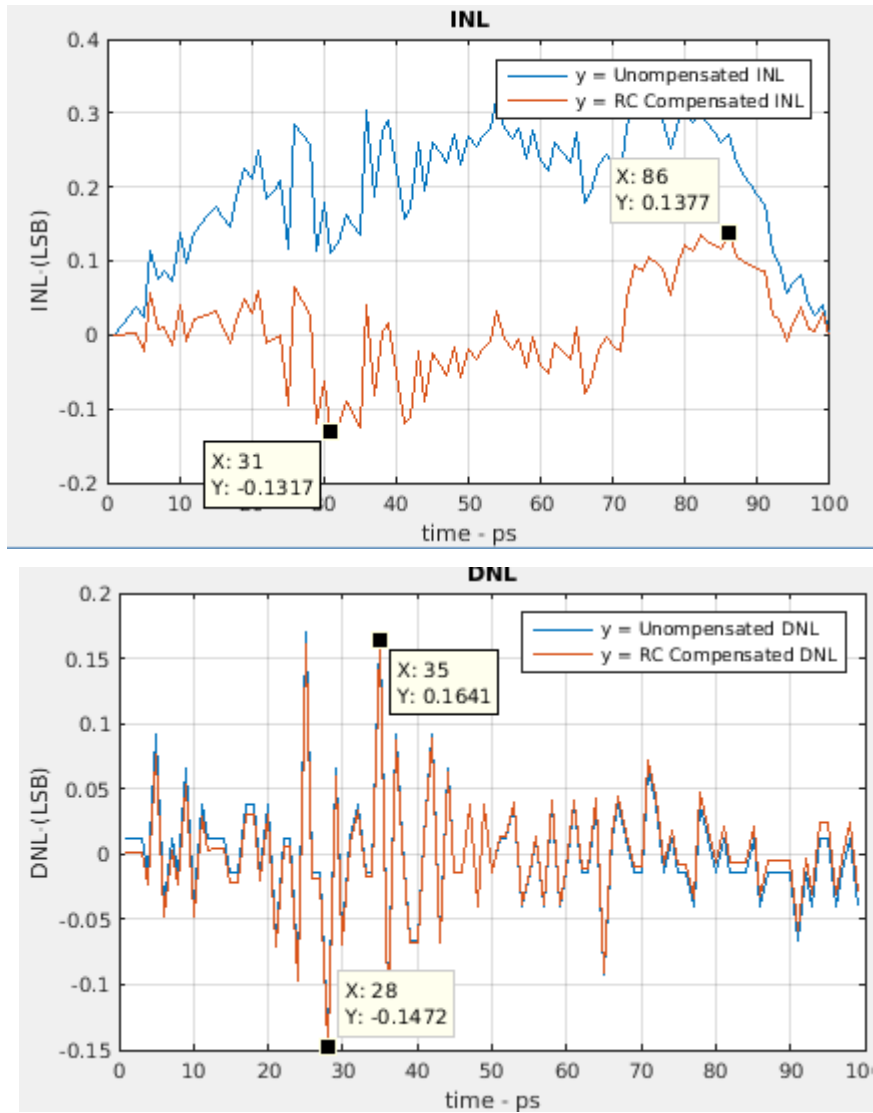 INL
0.4
y = Unompensated INL
y = RC Compensated INL
0.3
X: 86
Y: 0.1377
0.2
INL·(LSB)
0.1
0
-0.1
X: 31
Y: -0.1317
-0.2
0 10 20 30 40 50 60 70 80 90 100
time - ps
DNL
0.2
y = Unompensated DNL
y = RC Compensated DNL
0.15
X: 35
Y: 0.1641
0.1
0.05
DNL·(LSB)
0
-0.05
-0.1
X: 28
Y: -0.1472
-0.15
0 10 20 30 40 50 60 70 80 90 10
time - ps